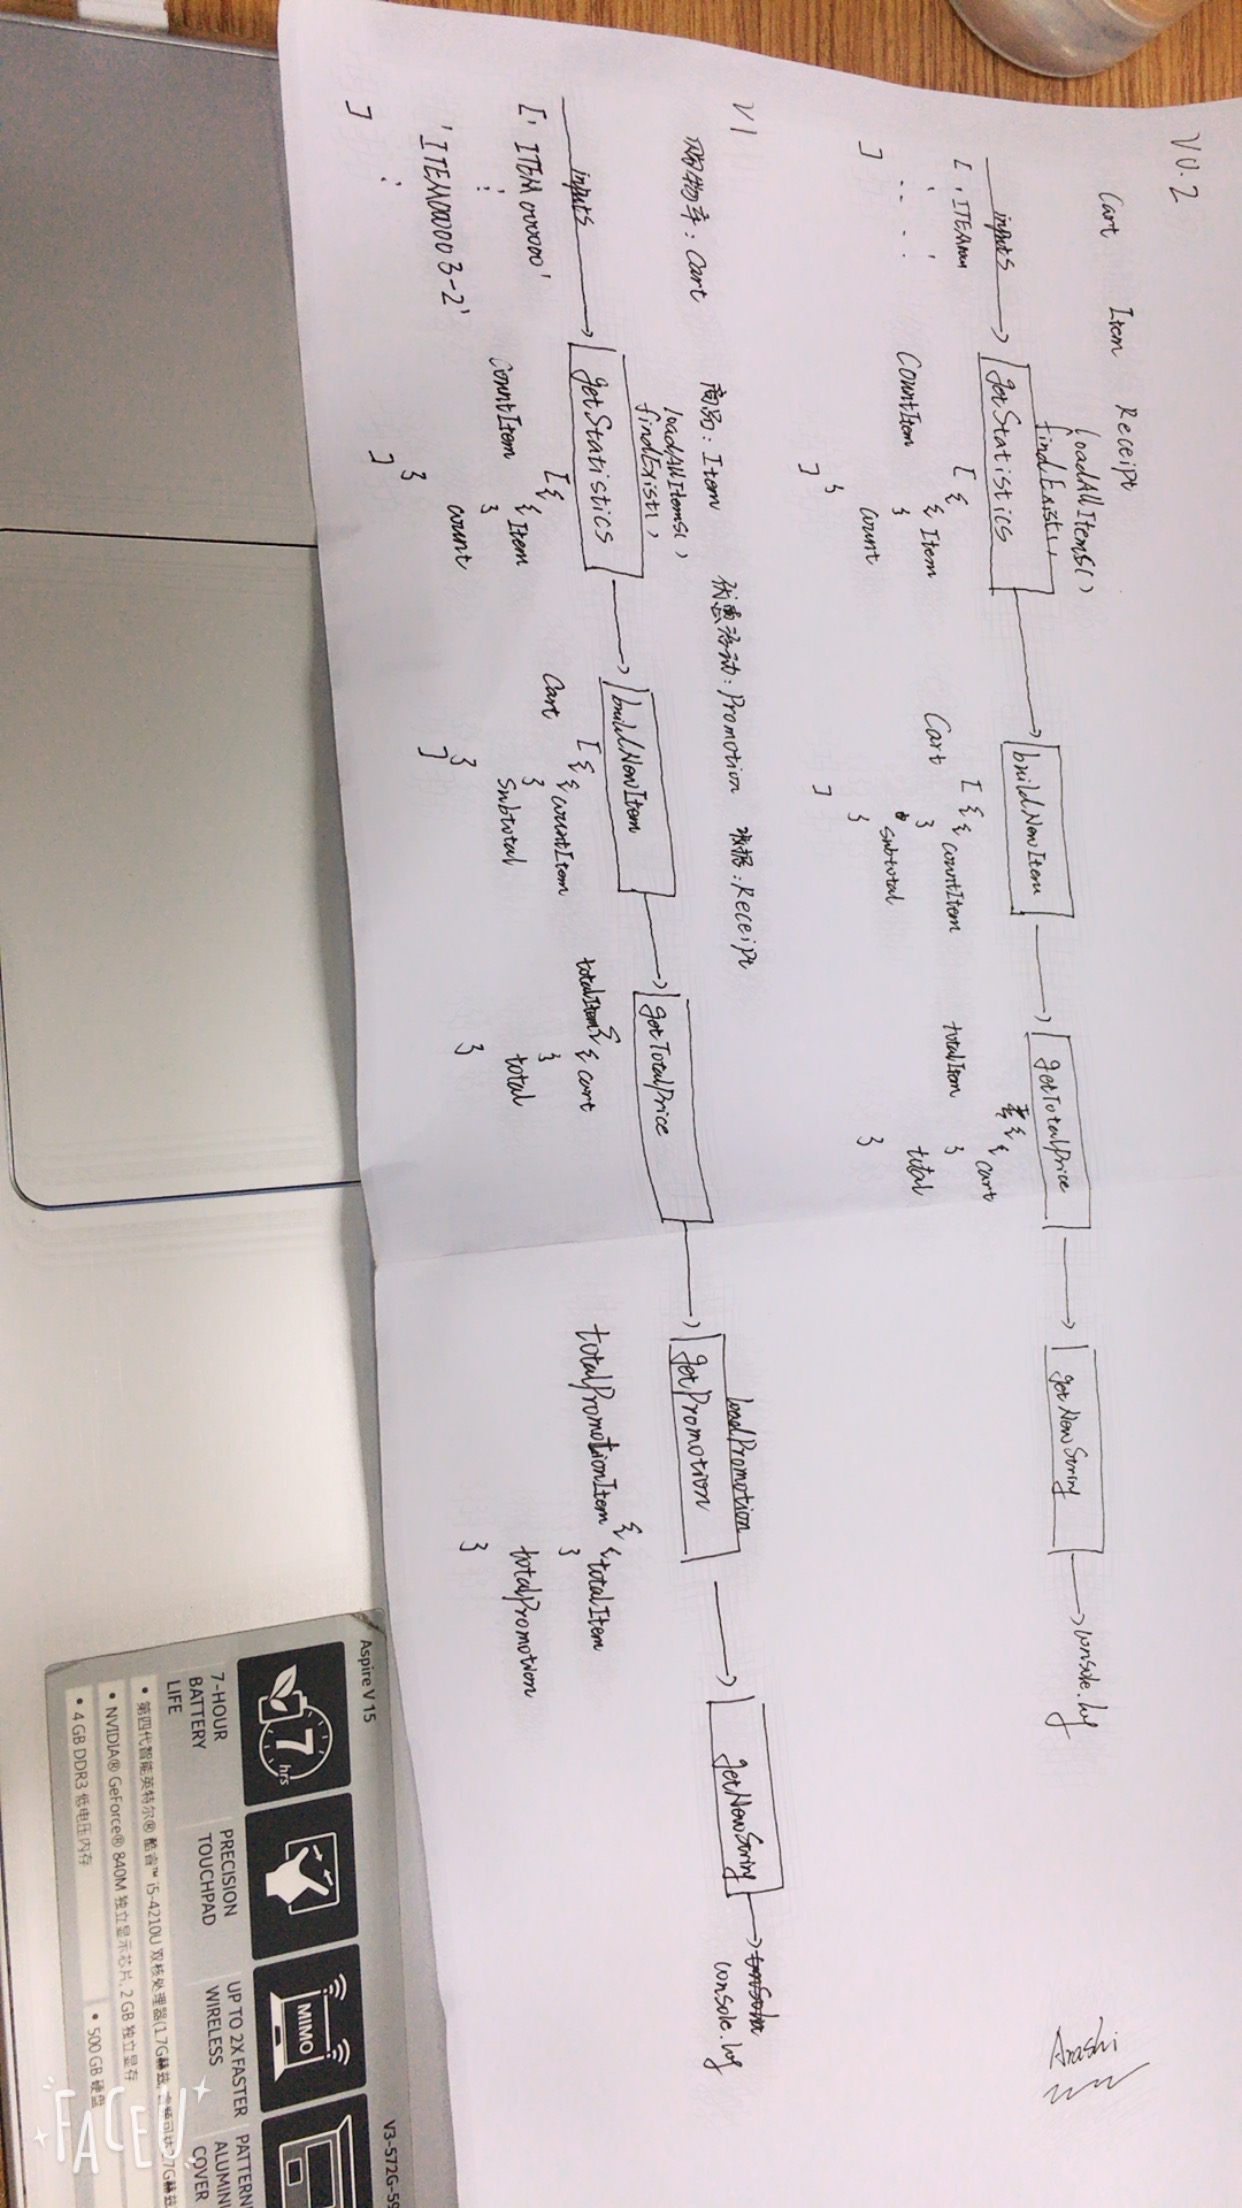 V0.2
Cart Item Receipt
loadAllItems()
findExist()
inputs
getStatistics
buildNewItem
getTotalPrice
getNewString
console.log
[
CountItem
[{
{Item
}
count
}
]
Cart
[{
{countItem
}
subtotal
}
]
totalItem
{
{cart
}
total
}
]
Arashi
V1
购物车:Cart 商品:Item 优惠活动:Promotion 收据:Receipt
loadAllItems()
findExist()
loadPromotion
inputs
getStatistics
buildNewItem
getTotalPrice
getPromotion
getNewString
console.log
['ITEM000000'
'ITEM000003-2'
]
CountItem
[{
{Item
}
count
}
]
Cart
[{
{countItem
}
subtotal
}
]
totalItem{
{cart
}
total
}
totalPromotionItem{
{totalItem
}
totalPromotion
}
Aspire V 15
V3-572G-59
7-HOUR
BATTERY
LIFE
7 hrs
PRECISION
TOUCHPAD
UP TO 2X FASTER
WIRELESS
MIMO
PATTERN
ALUMINI
COVER
• 第四代智能英特尔® 酷睿™ i5-4210U 双核处理器(1.7G赫兹,
• NVIDIA® GeForce® 840M 独立显示芯片, 2 GB 独立显存
• 4 GB DDR3 低电压内存
• 500 GB 硬盘
FACEU